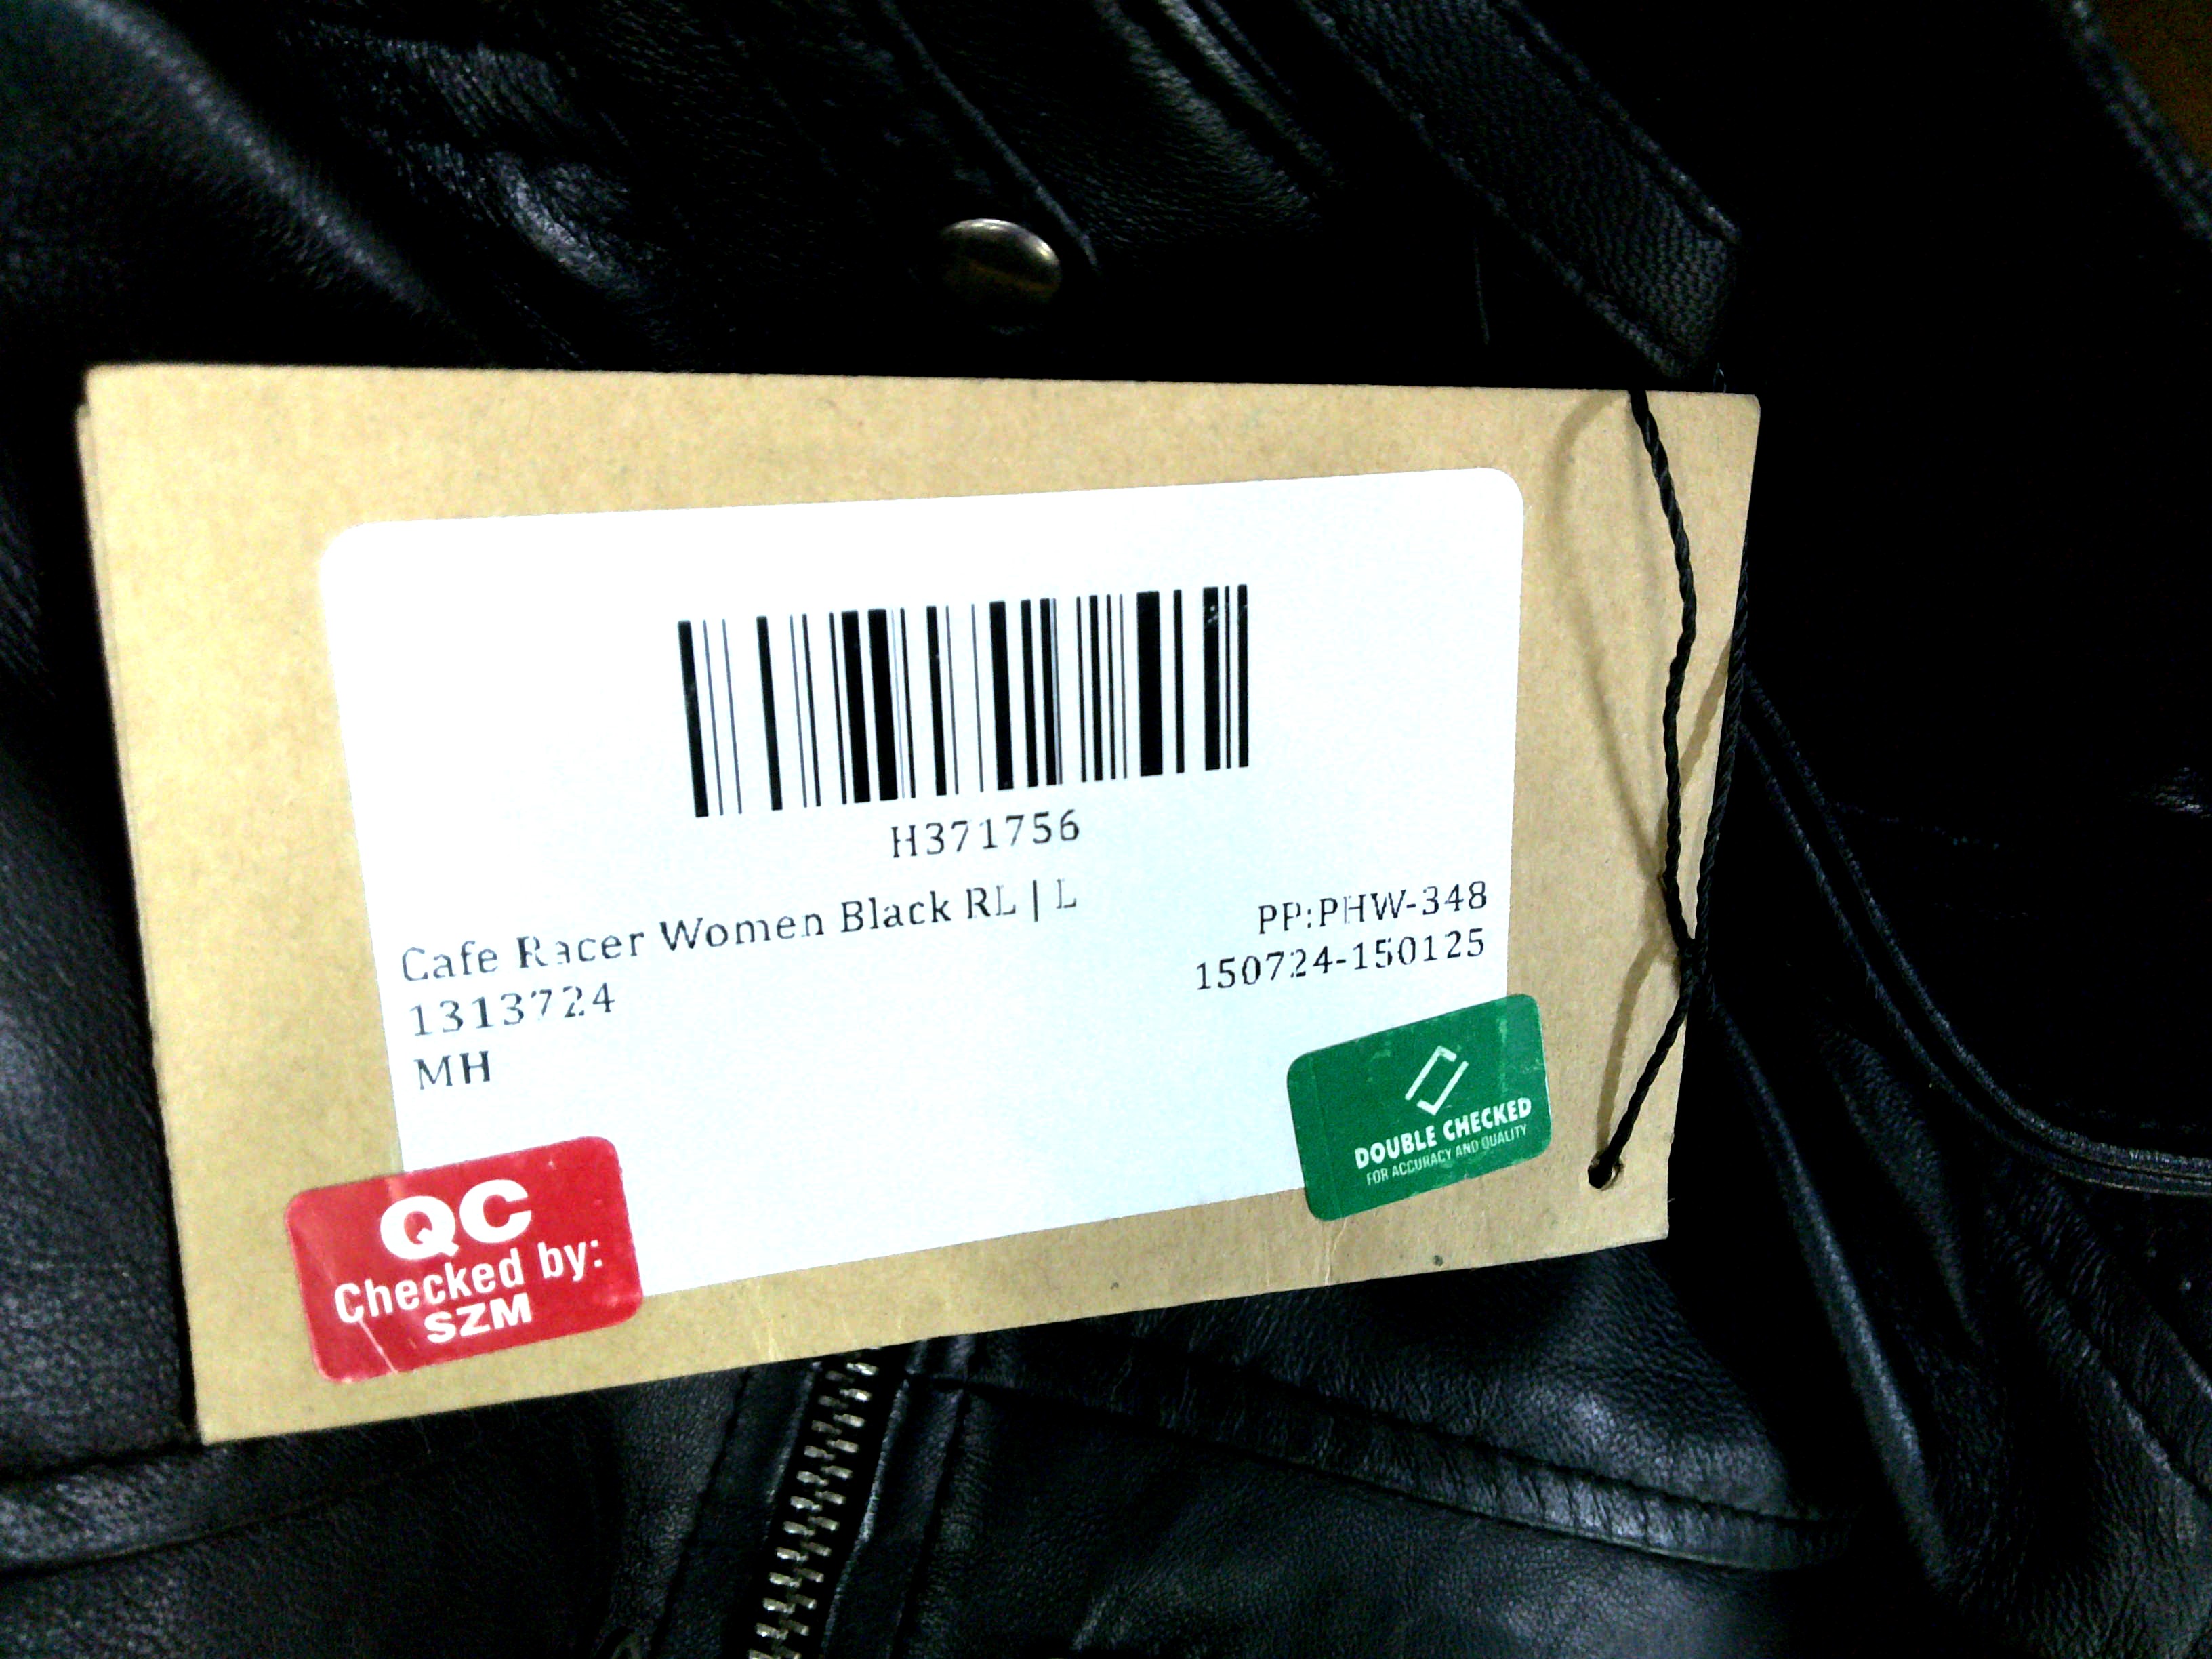 H371756
Cafe Racer Women Black RL | L
1313724
MH
PP:PHW-348
150724-150125
DOUBLE CHECKED
FOR ACCURACY AND QUALITY
QC
Checked by:
SZM